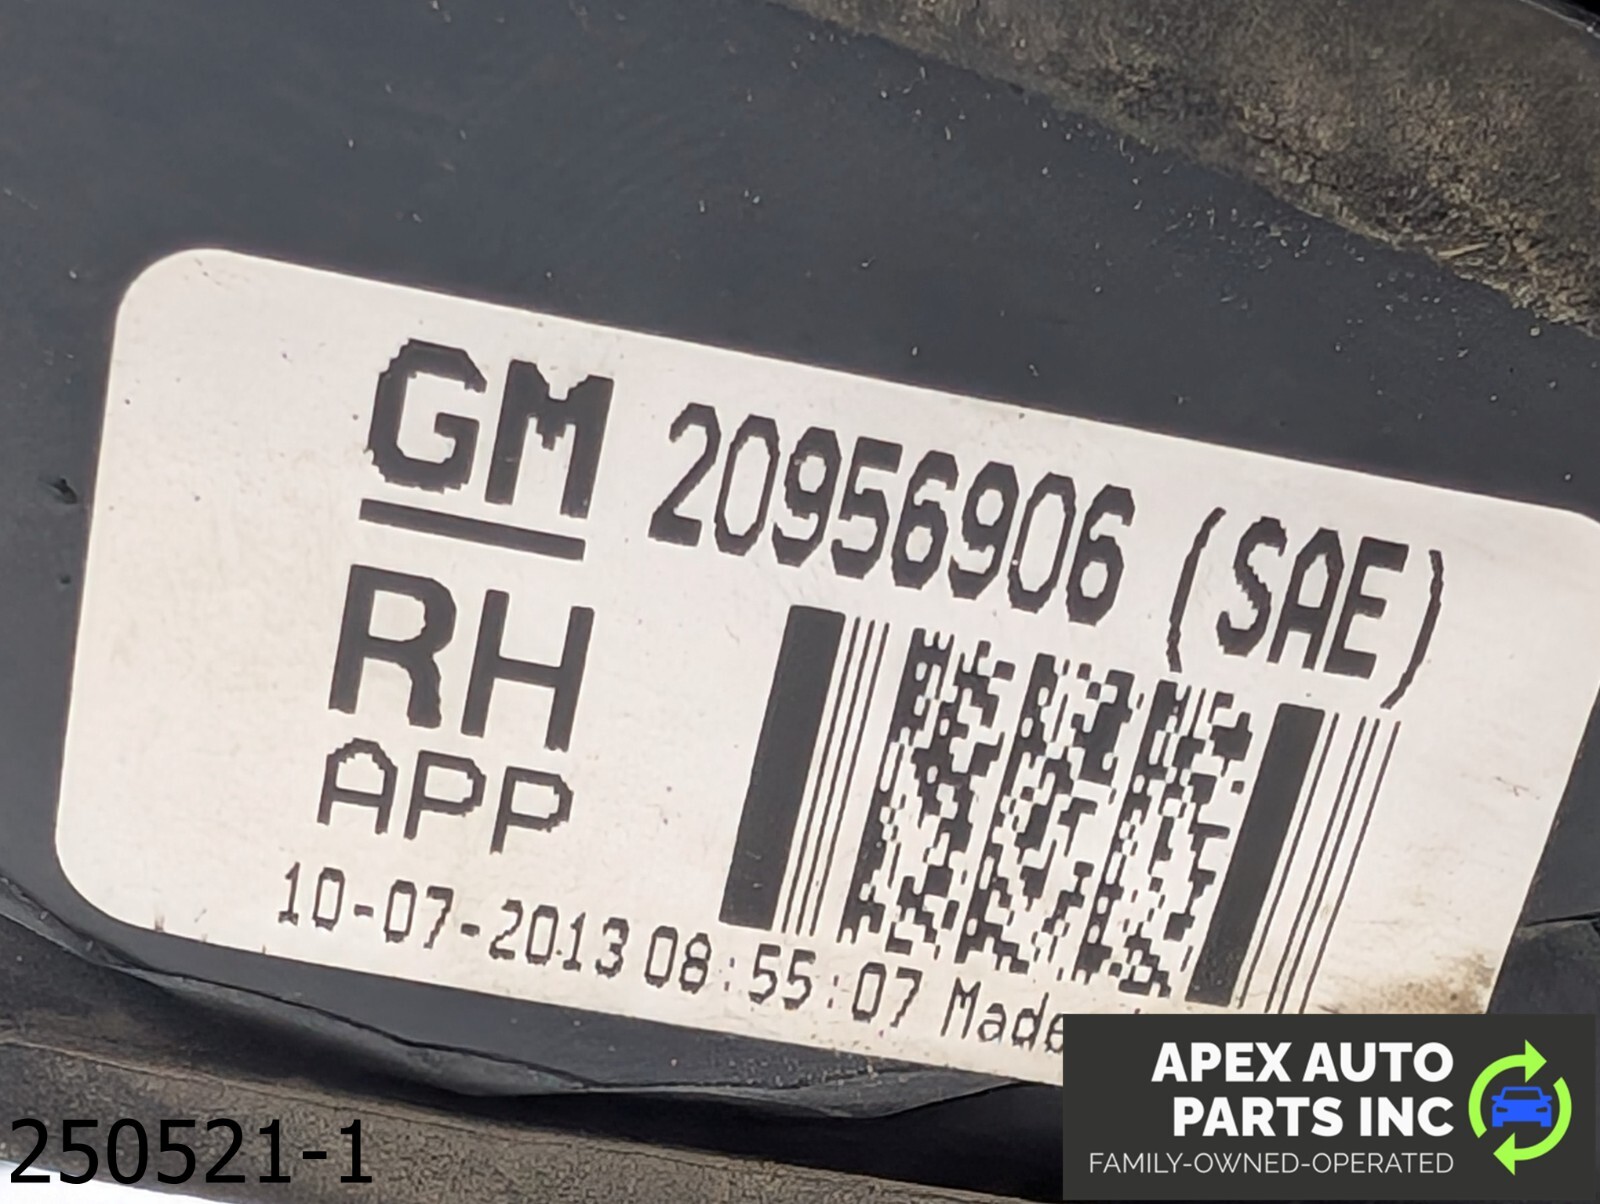 GM 20956906 (SAE)
RH
APP
10-07-2013 08:55:07 Made
250521-1
APEX AUTO
PARTS INC
FAMILY-OWNED-OPERATED